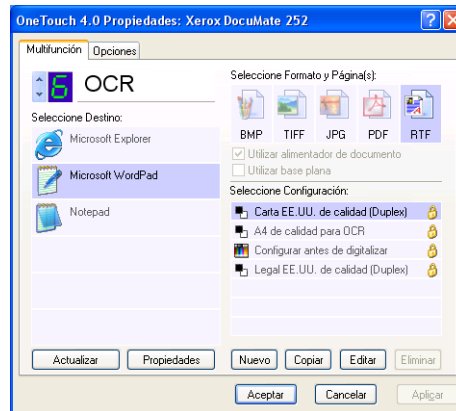 OneTouch 4.0 Propiedades: Xerox DocuMate 252
Multifunción Opciones
6 OCR
Seleccione Destino:
Microsoft Explorer
Microsoft WordPad
Notepad
Actualizar Propiedades
Seleccione Formato y Página(s):
BMP TIFF JPG PDF RTF
Utilizar alimentador de documento
Utilizar base plana
Seleccione Configuración:
Carta EE.UU. de calidad (Duplex)
A4 de calidad para OCR
Configurar antes de digitalizar
Legal EE.UU. de calidad (Duplex)
Nuevo Copiar Editar Eliminar
Aceptar Cancelar Aplicar